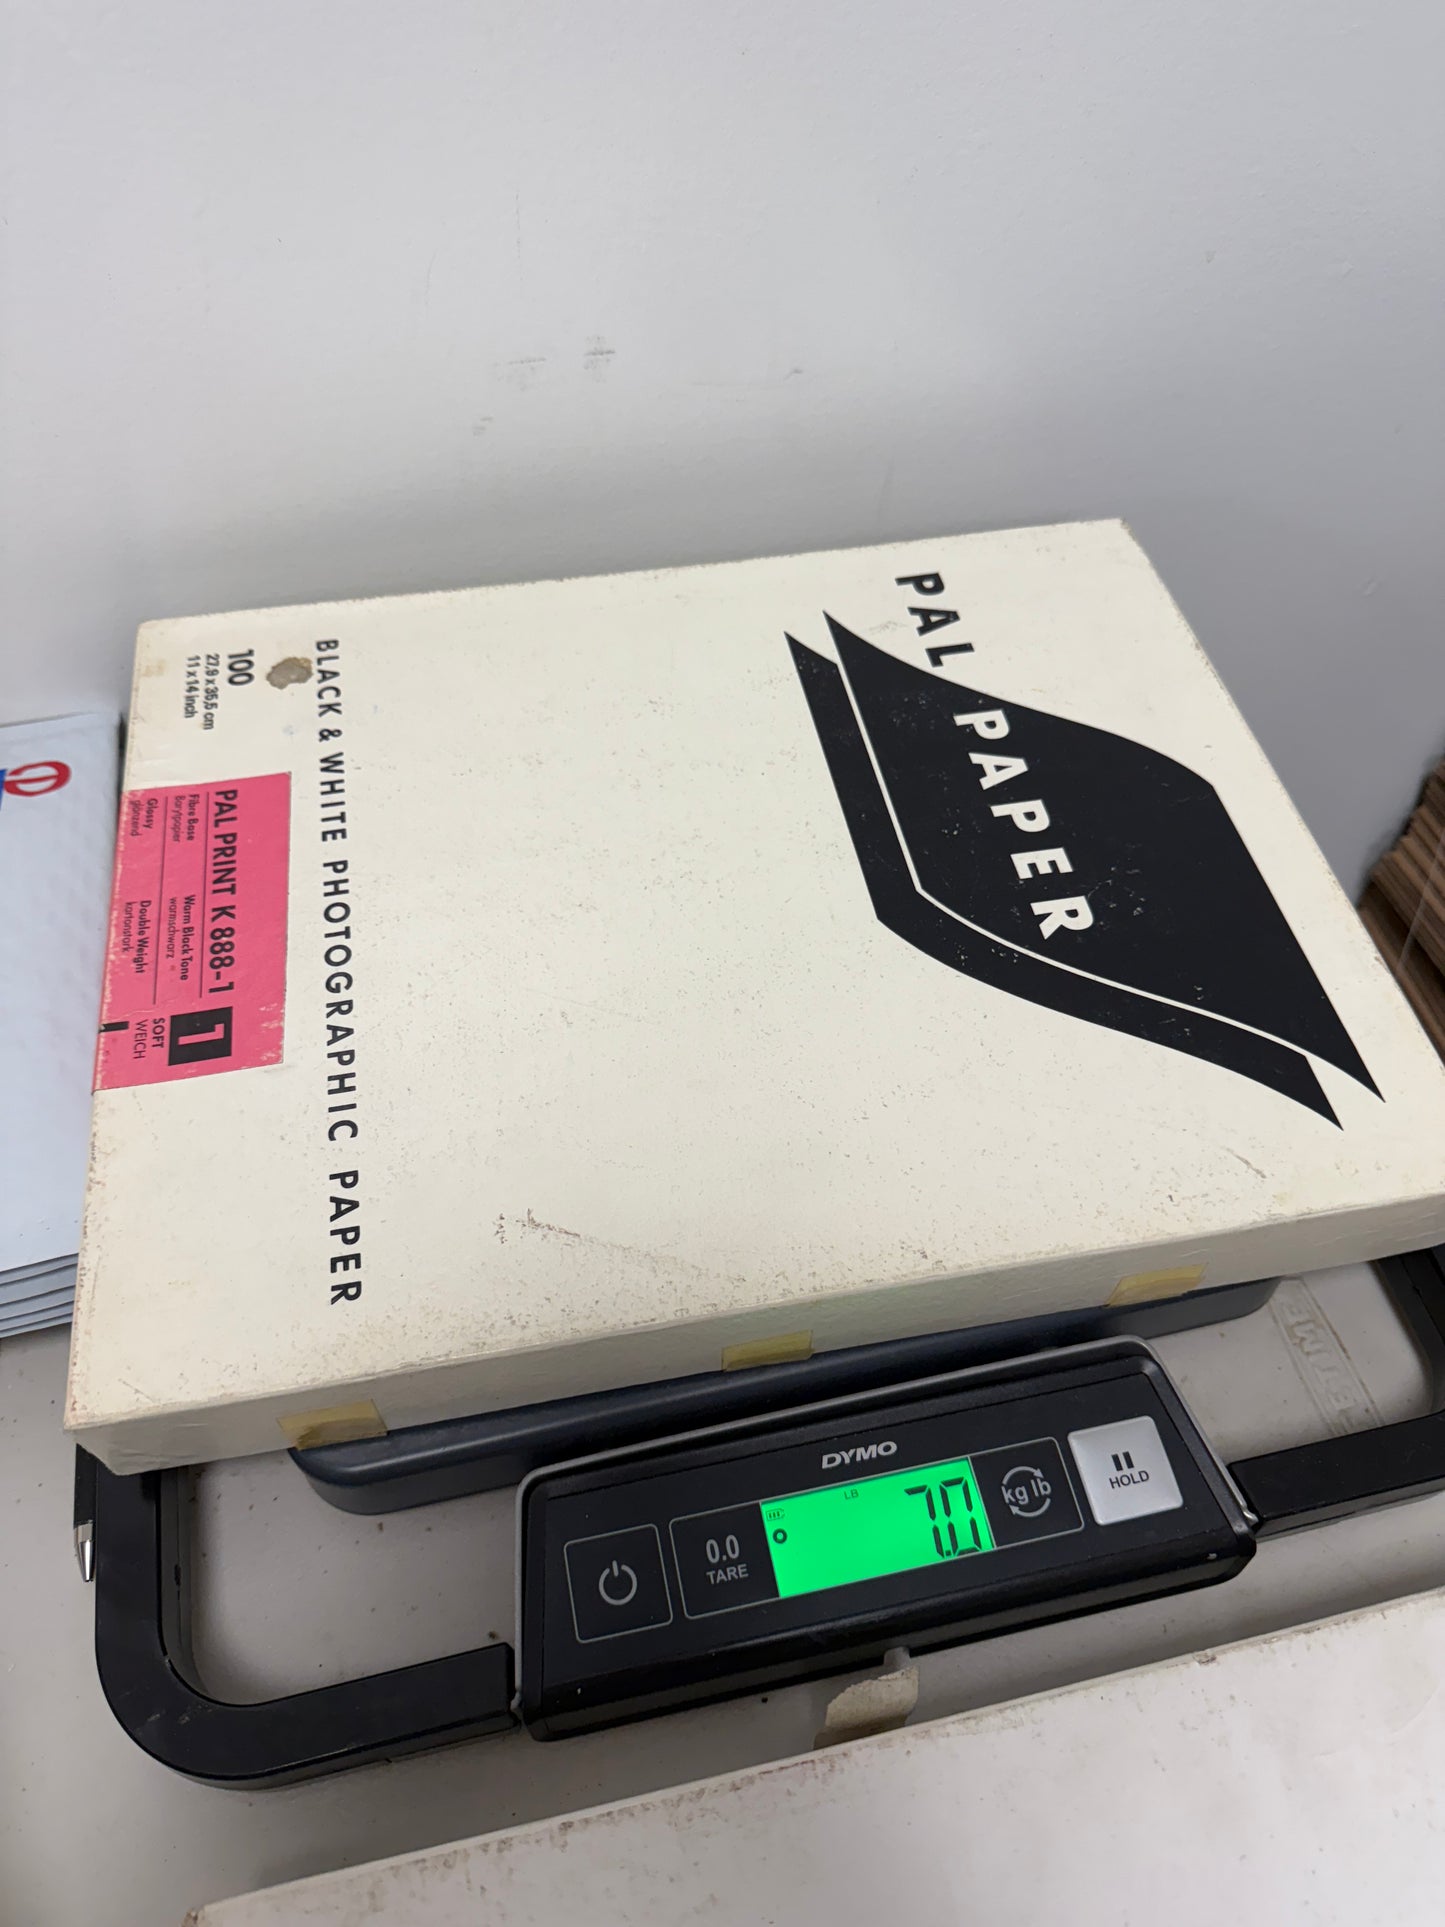 PAL
PAPER
BLACK & WHITE PHOTOGRAPHIC PAPER
100
27,9 x 35,5 cm
11 x 14 inch
PAL PRINT K 888-1
Fibre Base
Barytpapier
Warm Black Tone
warmschwarz
Glossy
glänzend
Double Weight
kartonstark
1
SOFT
WEICH
DYMO
0.0
TARE
LB
7.0
kg lb
HOLD